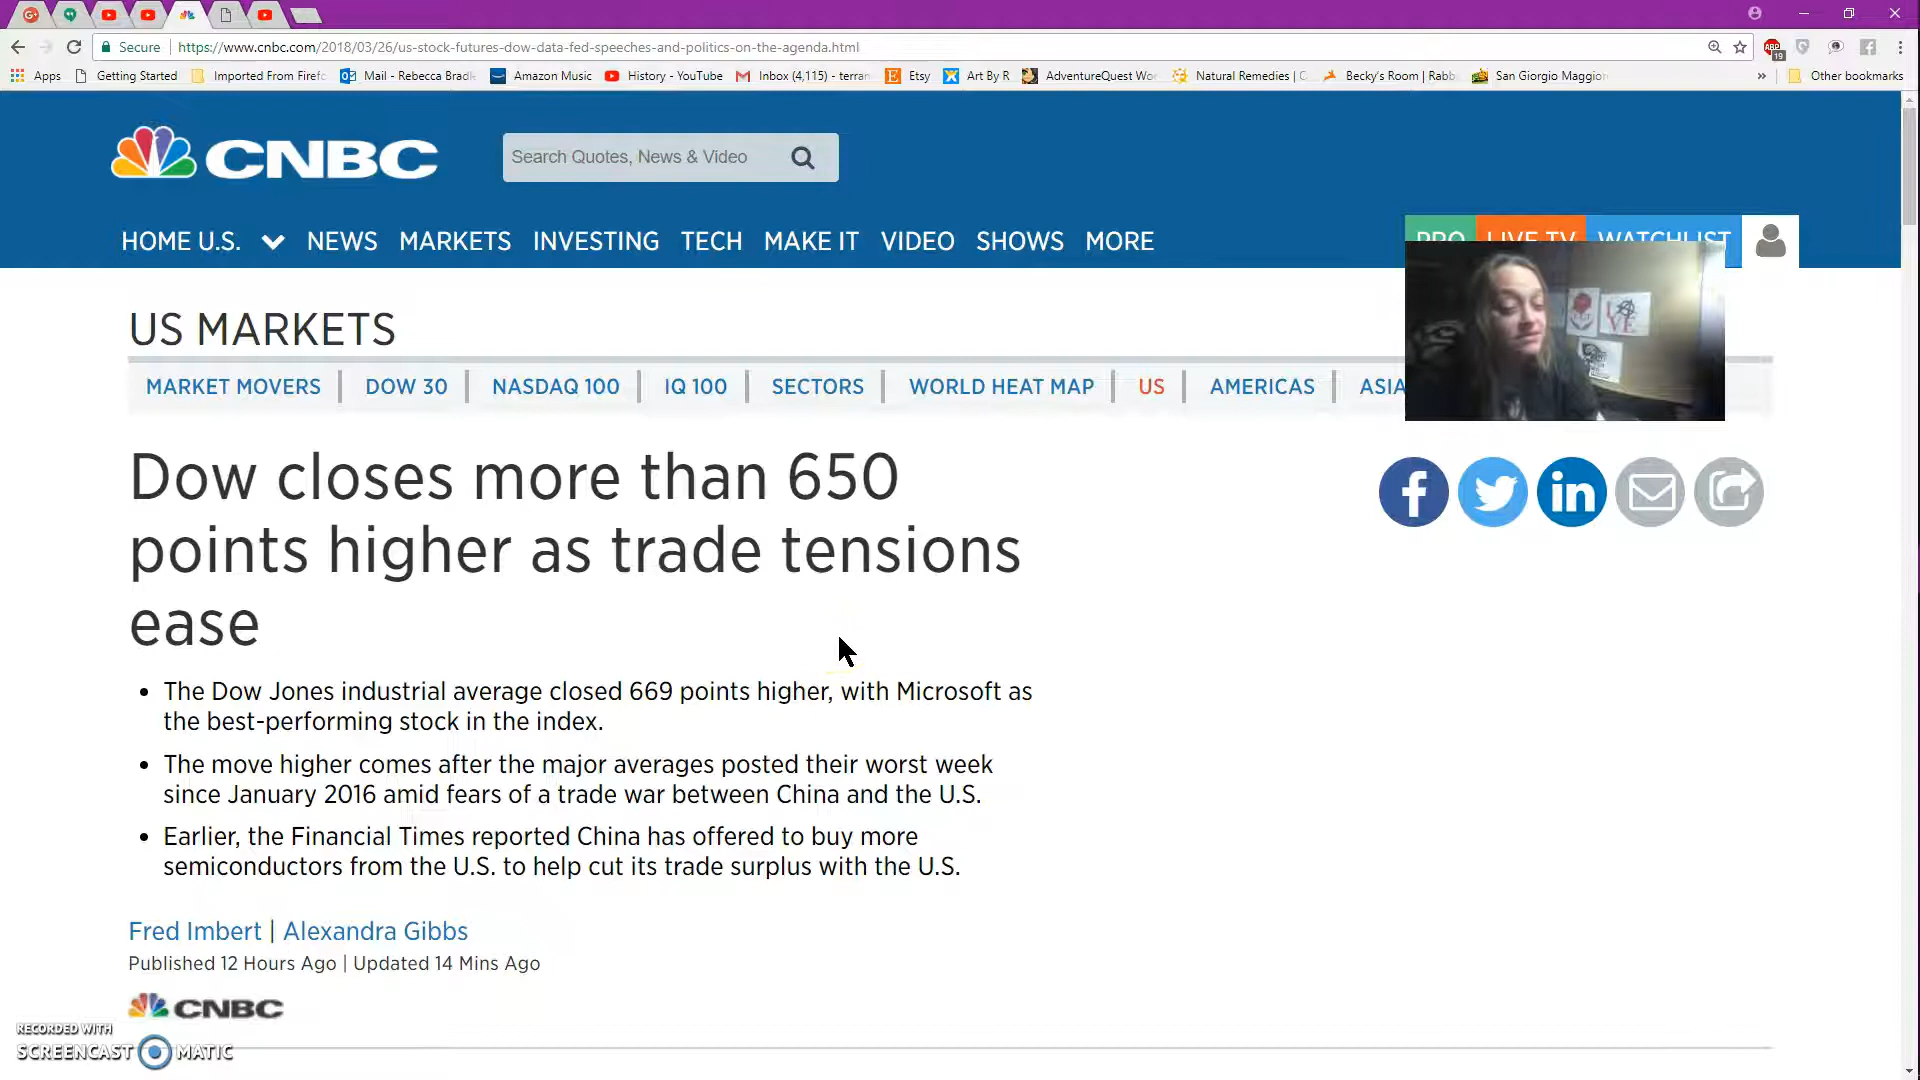 Secure
https://www.cnbc.com/2018/03/26/us-stock-futures-dow-data-fed-speeches-and-politics-on-the-agenda.html
ABP
19
Apps
Getting Started
Imported From Firefo
Mail - Rebecca Bradl
Amazon Music
History - YouTube
Inbox (4,115) - terran
Etsy
Art By R
AdventureQuest Wo
Natural Remedies | C
Becky's Room | Rabb
San Giorgio Maggior
Other bookmarks
CNBC
Search Quotes, News & Video
HOME U.S.
NEWS
MARKETS
INVESTING
TECH
MAKE IT
VIDEO
SHOWS
MORE
PRO
LIVE TV
WATCHLIST
US MARKETS
MARKET MOVERS
DOW 30
NASDAQ 100
IQ 100
SECTORS
WORLD HEAT MAP
US
AMERICAS
ASIA
Dow closes more than 650
points higher as trade tensions
ease
• The Dow Jones industrial average closed 669 points higher, with Microsoft as
the best-performing stock in the index.
• The move higher comes after the major averages posted their worst week
since January 2016 amid fears of a trade war between China and the U.S.
• Earlier, the Financial Times reported China has offered to buy more
semiconductors from the U.S. to help cut its trade surplus with the U.S.
Fred Imbert | Alexandra Gibbs
Published 12 Hours Ago | Updated 14 Mins Ago
CNBC
RECORDED WITH
SCREENCAST MATIC